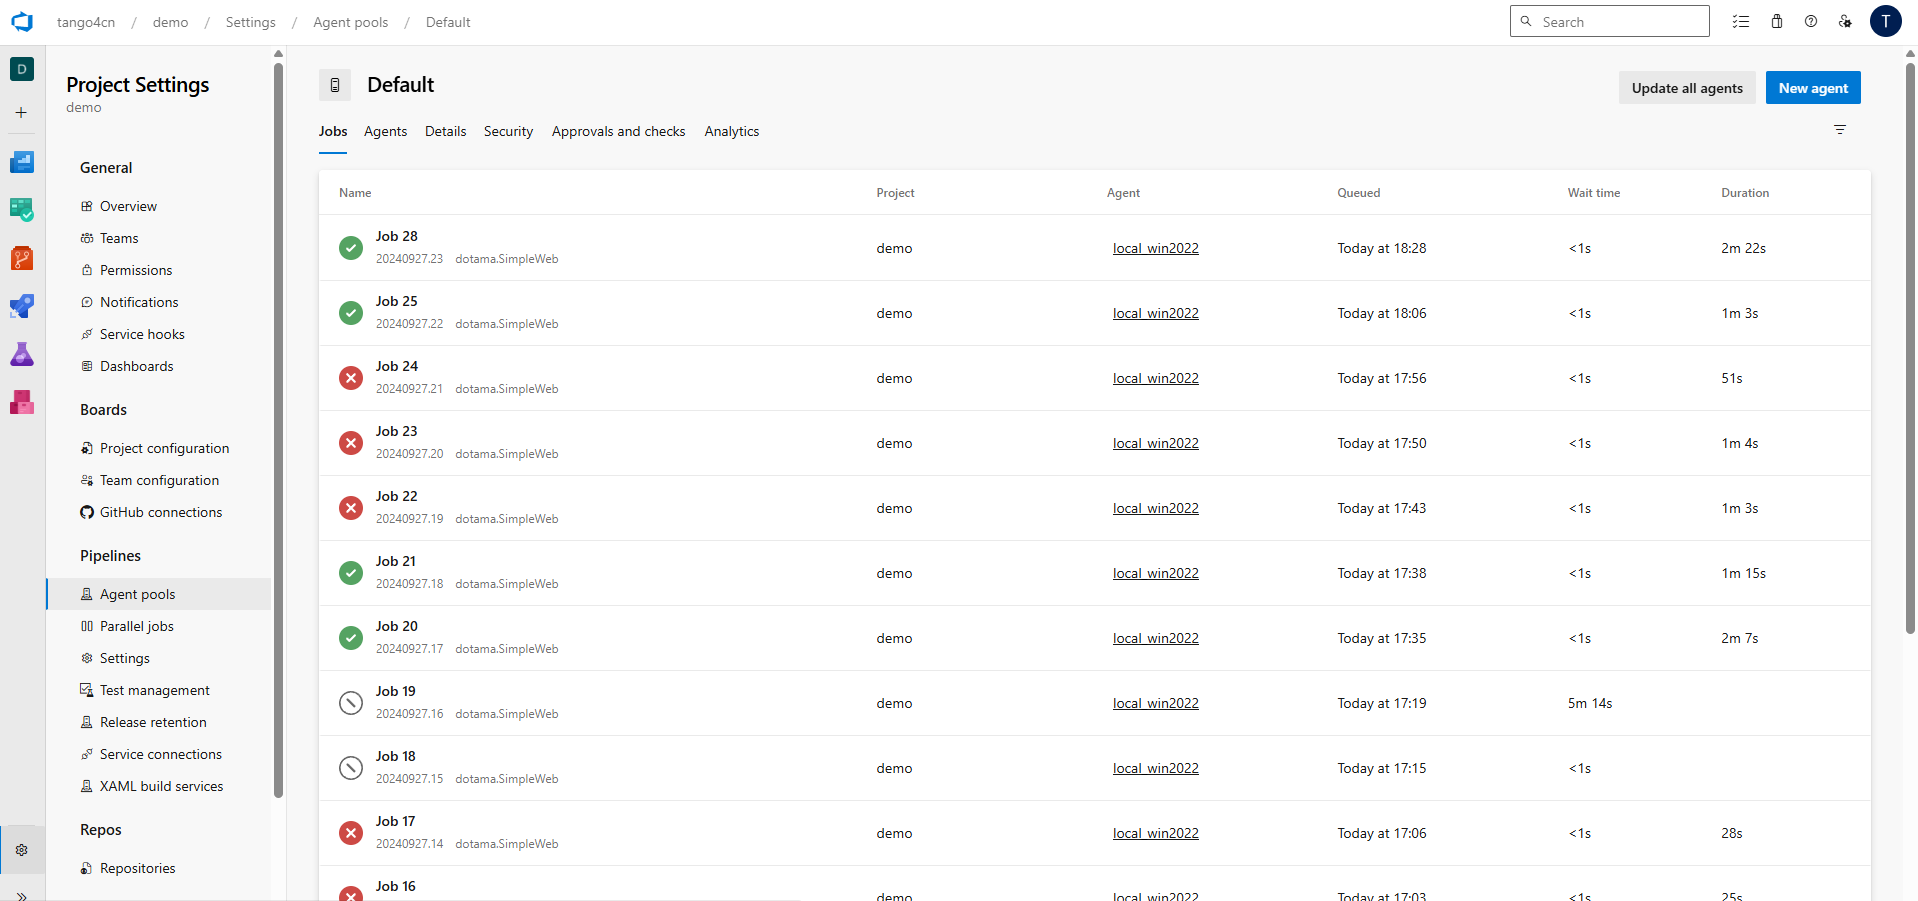 tango4cn / demo / Settings / Agent pools / Default
Search
T
D
Project Settings
demo
General
Overview
Teams
Permissions
Notifications
Service hooks
Dashboards
Boards
Project configuration
Team configuration
GitHub connections
Pipelines
Agent pools
Parallel jobs
Settings
Test management
Release retention
Service connections
XAML build services
Repos
Repositories
Default
Update all agents
New agent
Jobs Agents Details Security Approvals and checks Analytics
Name Project Agent Queued Wait time Duration
Job 28
20240927.23 dotama.SimpleWeb
demo local_win2022 Today at 18:28 <1s 2m 22s
Job 25
20240927.22 dotama.SimpleWeb
demo local_win2022 Today at 18:06 <1s 1m 3s
Job 24
20240927.21 dotama.SimpleWeb
demo local_win2022 Today at 17:56 <1s 51s
Job 23
20240927.20 dotama.SimpleWeb
demo local_win2022 Today at 17:50 <1s 1m 4s
Job 22
20240927.19 dotama.SimpleWeb
demo local_win2022 Today at 17:43 <1s 1m 3s
Job 21
20240927.18 dotama.SimpleWeb
demo local_win2022 Today at 17:38 <1s 1m 15s
Job 20
20240927.17 dotama.SimpleWeb
demo local_win2022 Today at 17:35 <1s 2m 7s
Job 19
20240927.16 dotama.SimpleWeb
demo local_win2022 Today at 17:19 5m 14s
Job 18
20240927.15 dotama.SimpleWeb
demo local_win2022 Today at 17:15 <1s
Job 17
20240927.14 dotama.SimpleWeb
demo local_win2022 Today at 17:06 <1s 28s
Job 16
demo local_win2022 Today at 17:03 <1s 25s